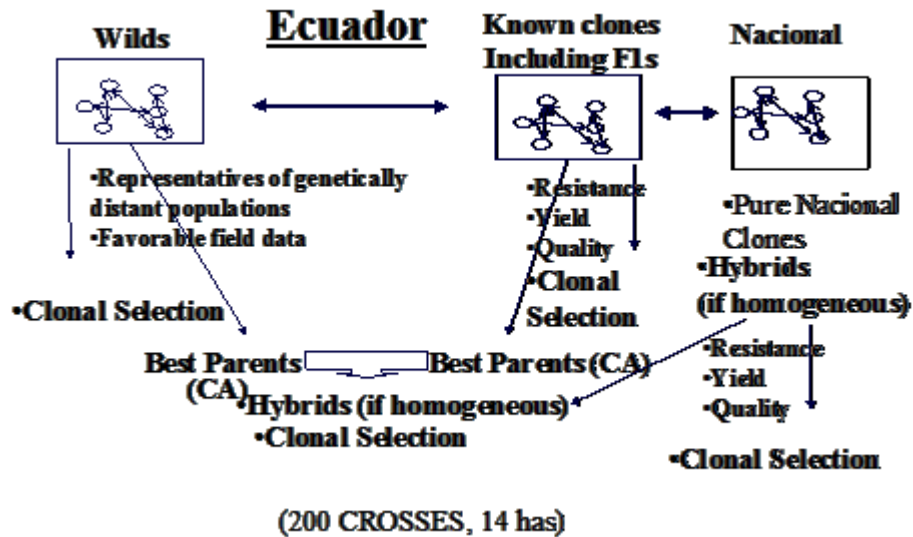 Ecuador
Wilds
Known clones
Including F1s
Nacional
•Representatives of genetically
distant populations
•Favorable field data
•Clonal Selection
•Resistance
•Yield
•Quality
•Clonal
Selection
•Pure Nacional
Clones
•Hybrids
(if homogeneous)
•Resistance
•Yield
•Quality
•Clonal Selection
Best Parents
(CA)
Best Parents (CA)
•Hybrids (if homogeneous)
•Clonal Selection
(200 CROSSES, 14 has)